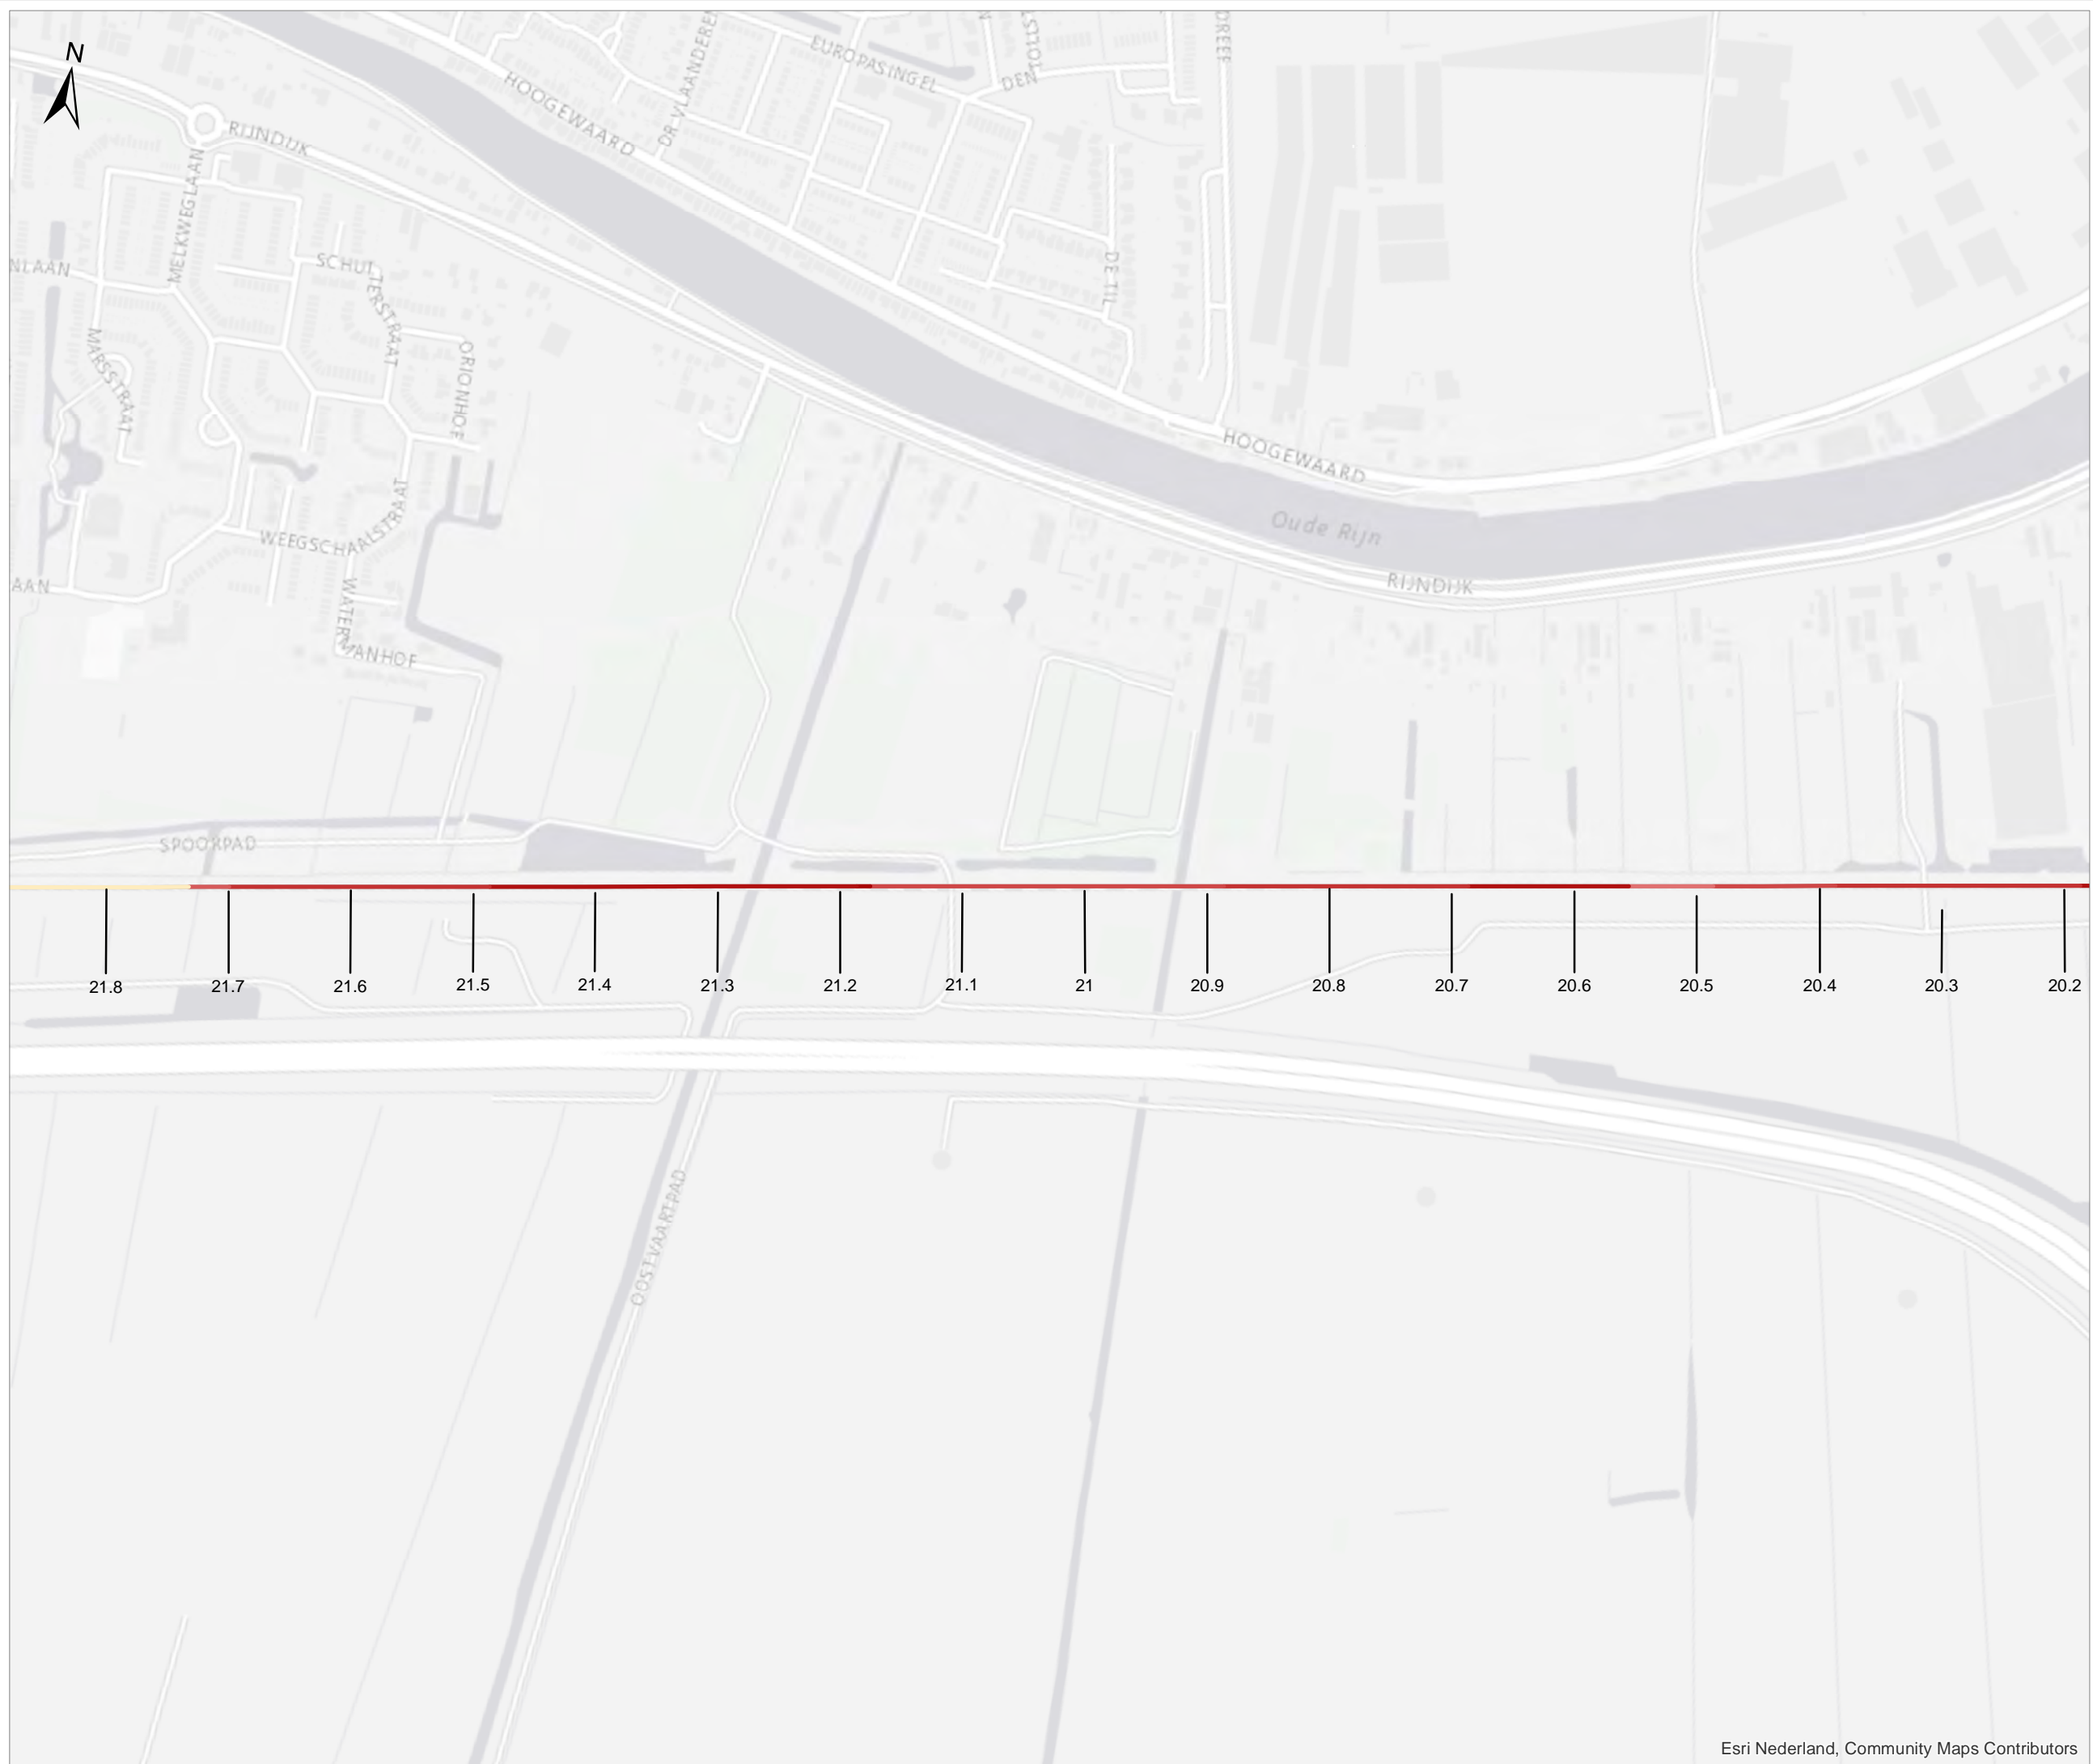 N
EUROPASINGEL
DEN
DREEF
HOOGEWAARD
DR VLAANDEREN
RIJNDIJK
MELKWEGLAAN
NLAAN
SCHUTTERSTRAAT
DE TIL
MARSSTRAAT
ORIONHOF
HOOGEWAARD
Oude Rijn
WEEGSCHAALSTRAAT
RIJNDIJK
AAN
WATERMANHOF
SPOORPAD
21.8 21.7 21.6 21.5 21.4 21.3 21.2 21.1 21 20.9 20.8 20.7 20.6 20.5 20.4 20.3 20.2
OOSTVAARTPAD
Esri Nederland, Community Maps Contributors